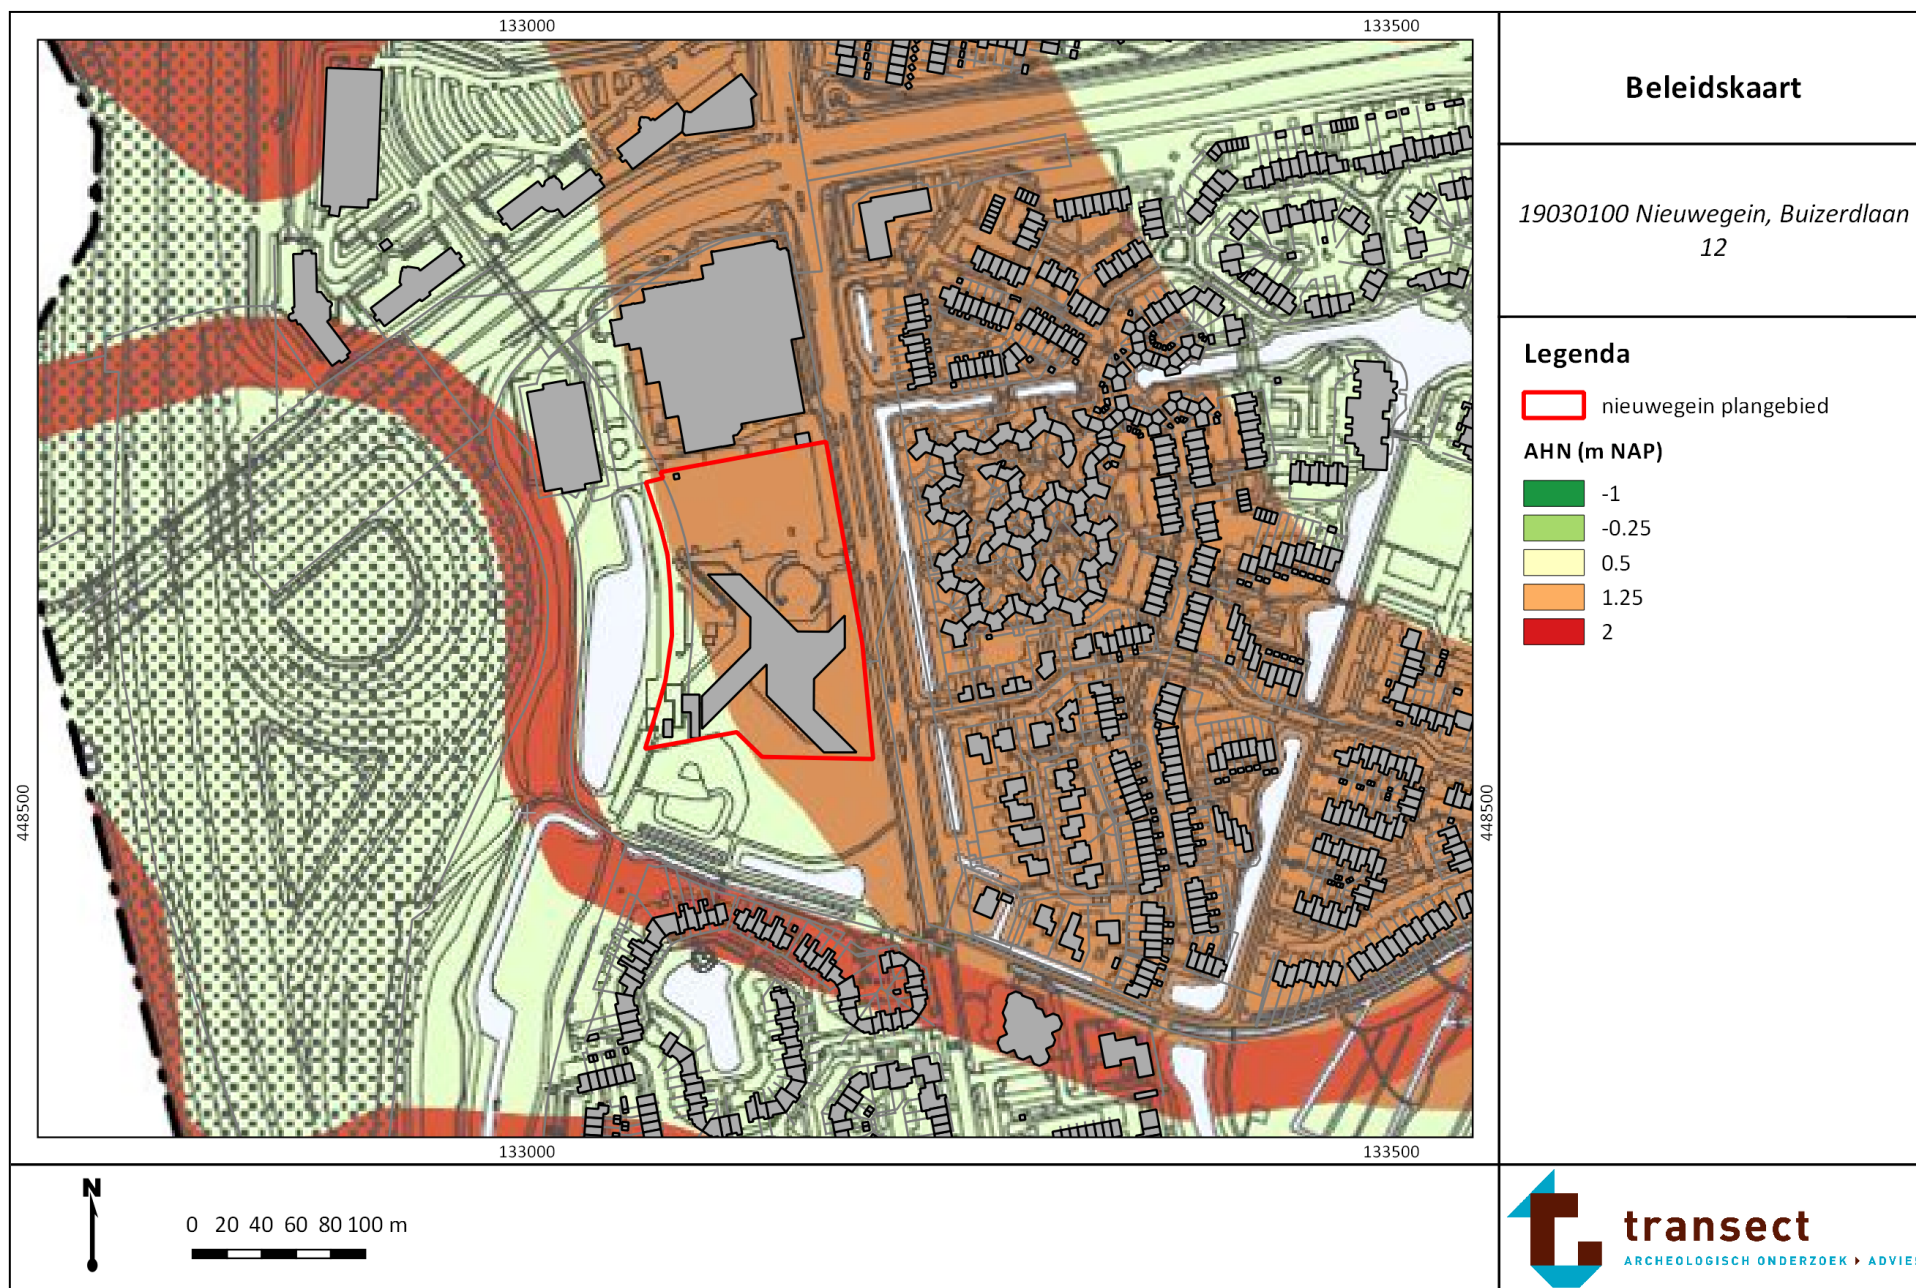 133000
133500
448500
448500
133000
133500
Beleidskaart
19030100 Nieuwegein, Buizerdlaan
12
Legenda
nieuwegein plangebied
AHN (m NAP)
-1
-0.25
0.5
1.25
2
N
0 20 40 60 80 100 m
transect
ARCHEOLOGISCH ONDERZOEK ADVIES